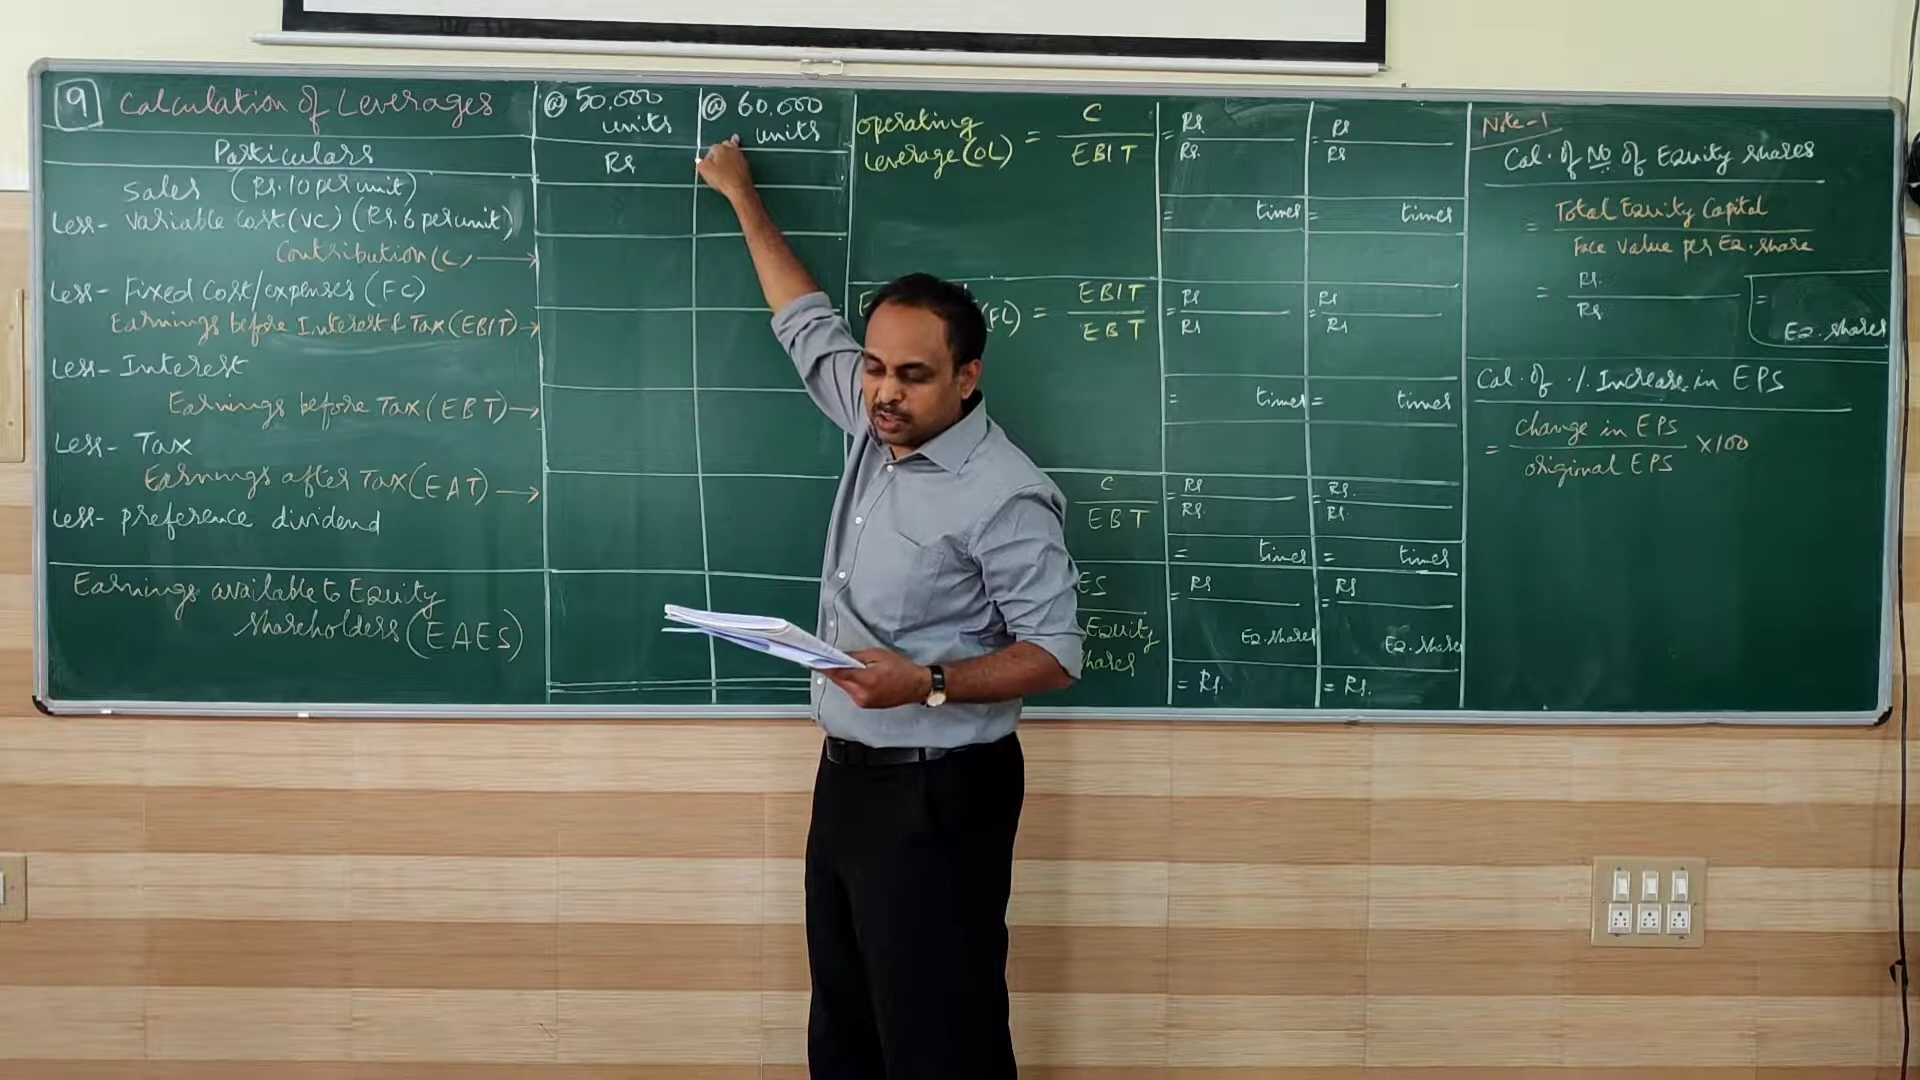 9 Calculation of Leverages
@ 50,000 units
@ 60,000 units
Particulars
Rs
Sales (Rs.10 per unit)
Less- Variable Cost (VC) (Rs. 6 per unit)
Contribution (C)
Less- Fixed Cost/expenses (FC)
Earnings before Interest & Tax (EBIT)
Less- Interest
Earnings before Tax (EBT)
Less- Tax
Earnings after Tax (EAT)
Less- preference dividend
Earnings available to Equity
shareholders (EAES)
operating
Leverage (OL) = C / EBIT
= Rs. / Rs.
= Rs / Rs
= times = times
(FL) = EBIT / EBT
= Rs / Rs
= Rs / Rs
= times = times
C / EBT
= Rs / Rs.
= Rs. / Rs.
= times = times
ES
Equity
shares
= Rs
Eq. shares
= Rs
Eq. shares
= Rs. = Rs.
Note-1
Cal. of No of Equity shares
= Total Equity Capital
Face Value per Eq. share
= Rs.
Rs.
=
Eq. shares
Cal. of % Increase in EPS
= change in EPS
original EPS
x100